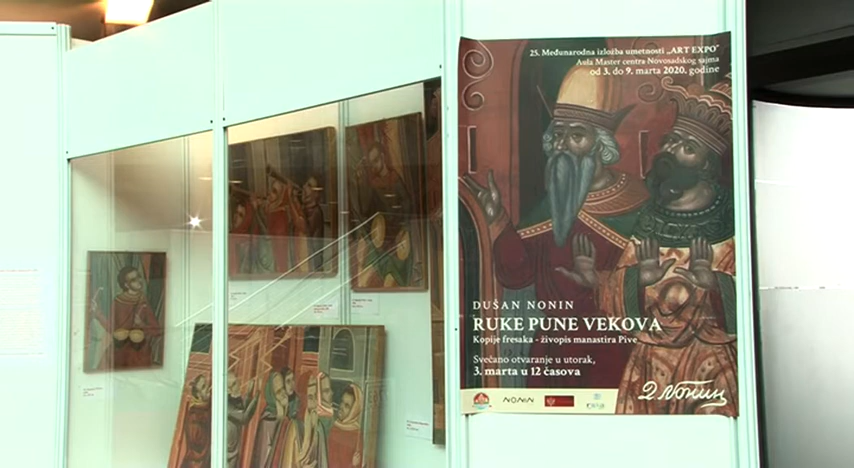 25. Međunarodna izložba umetnosti „ART EXPO"
Aula Master centra Novosadskog sajma
od 3. do 9. marta 2020. godine
DUŠAN NONIN
RUKE PUNE VEKOVA
Kopije fresaka - živopis manastira Pive
Svečano otvaranje u utorak,
3. marta u 12 časova
NONIN
D. Nonin